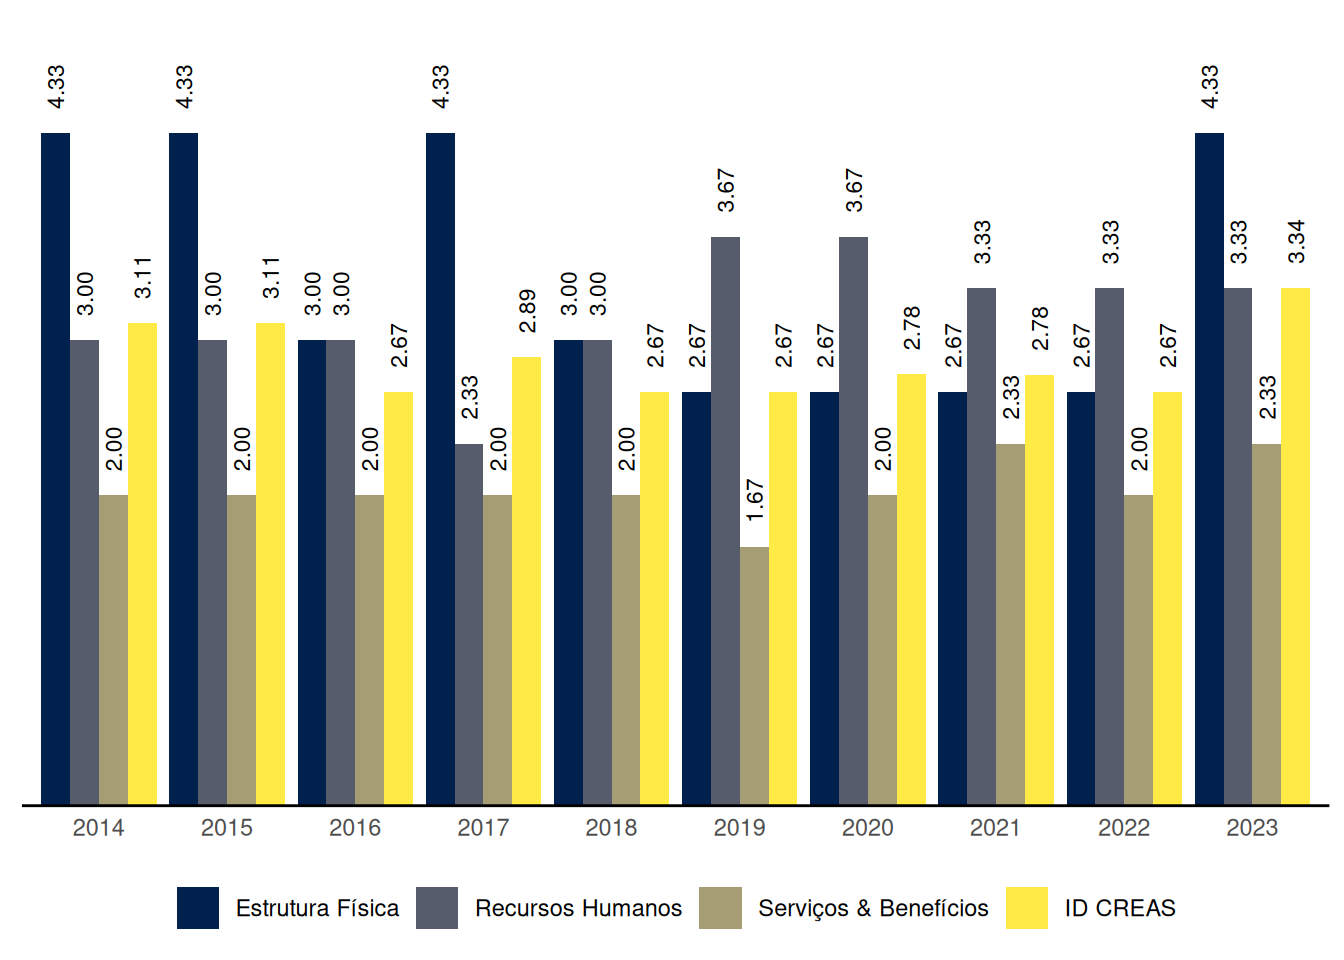 4.33 3.00 2.00 3.11 4.33 3.00 2.00 3.11 3.00 3.00 2.00 2.67 4.33 2.33 2.00 2.89 3.00 3.00 2.00 2.67 2.67 3.67 1.67 2.67 2.67 3.67 2.00 2.78 2.67 3.33 2.33 2.78 2.67 3.33 2.00 2.67 4.33 3.33 2.33 3.34
2014 2015 2016 2017 2018 2019 2020 2021 2022 2023
Estrutura Física Recursos Humanos Serviços & Benefícios ID CREAS